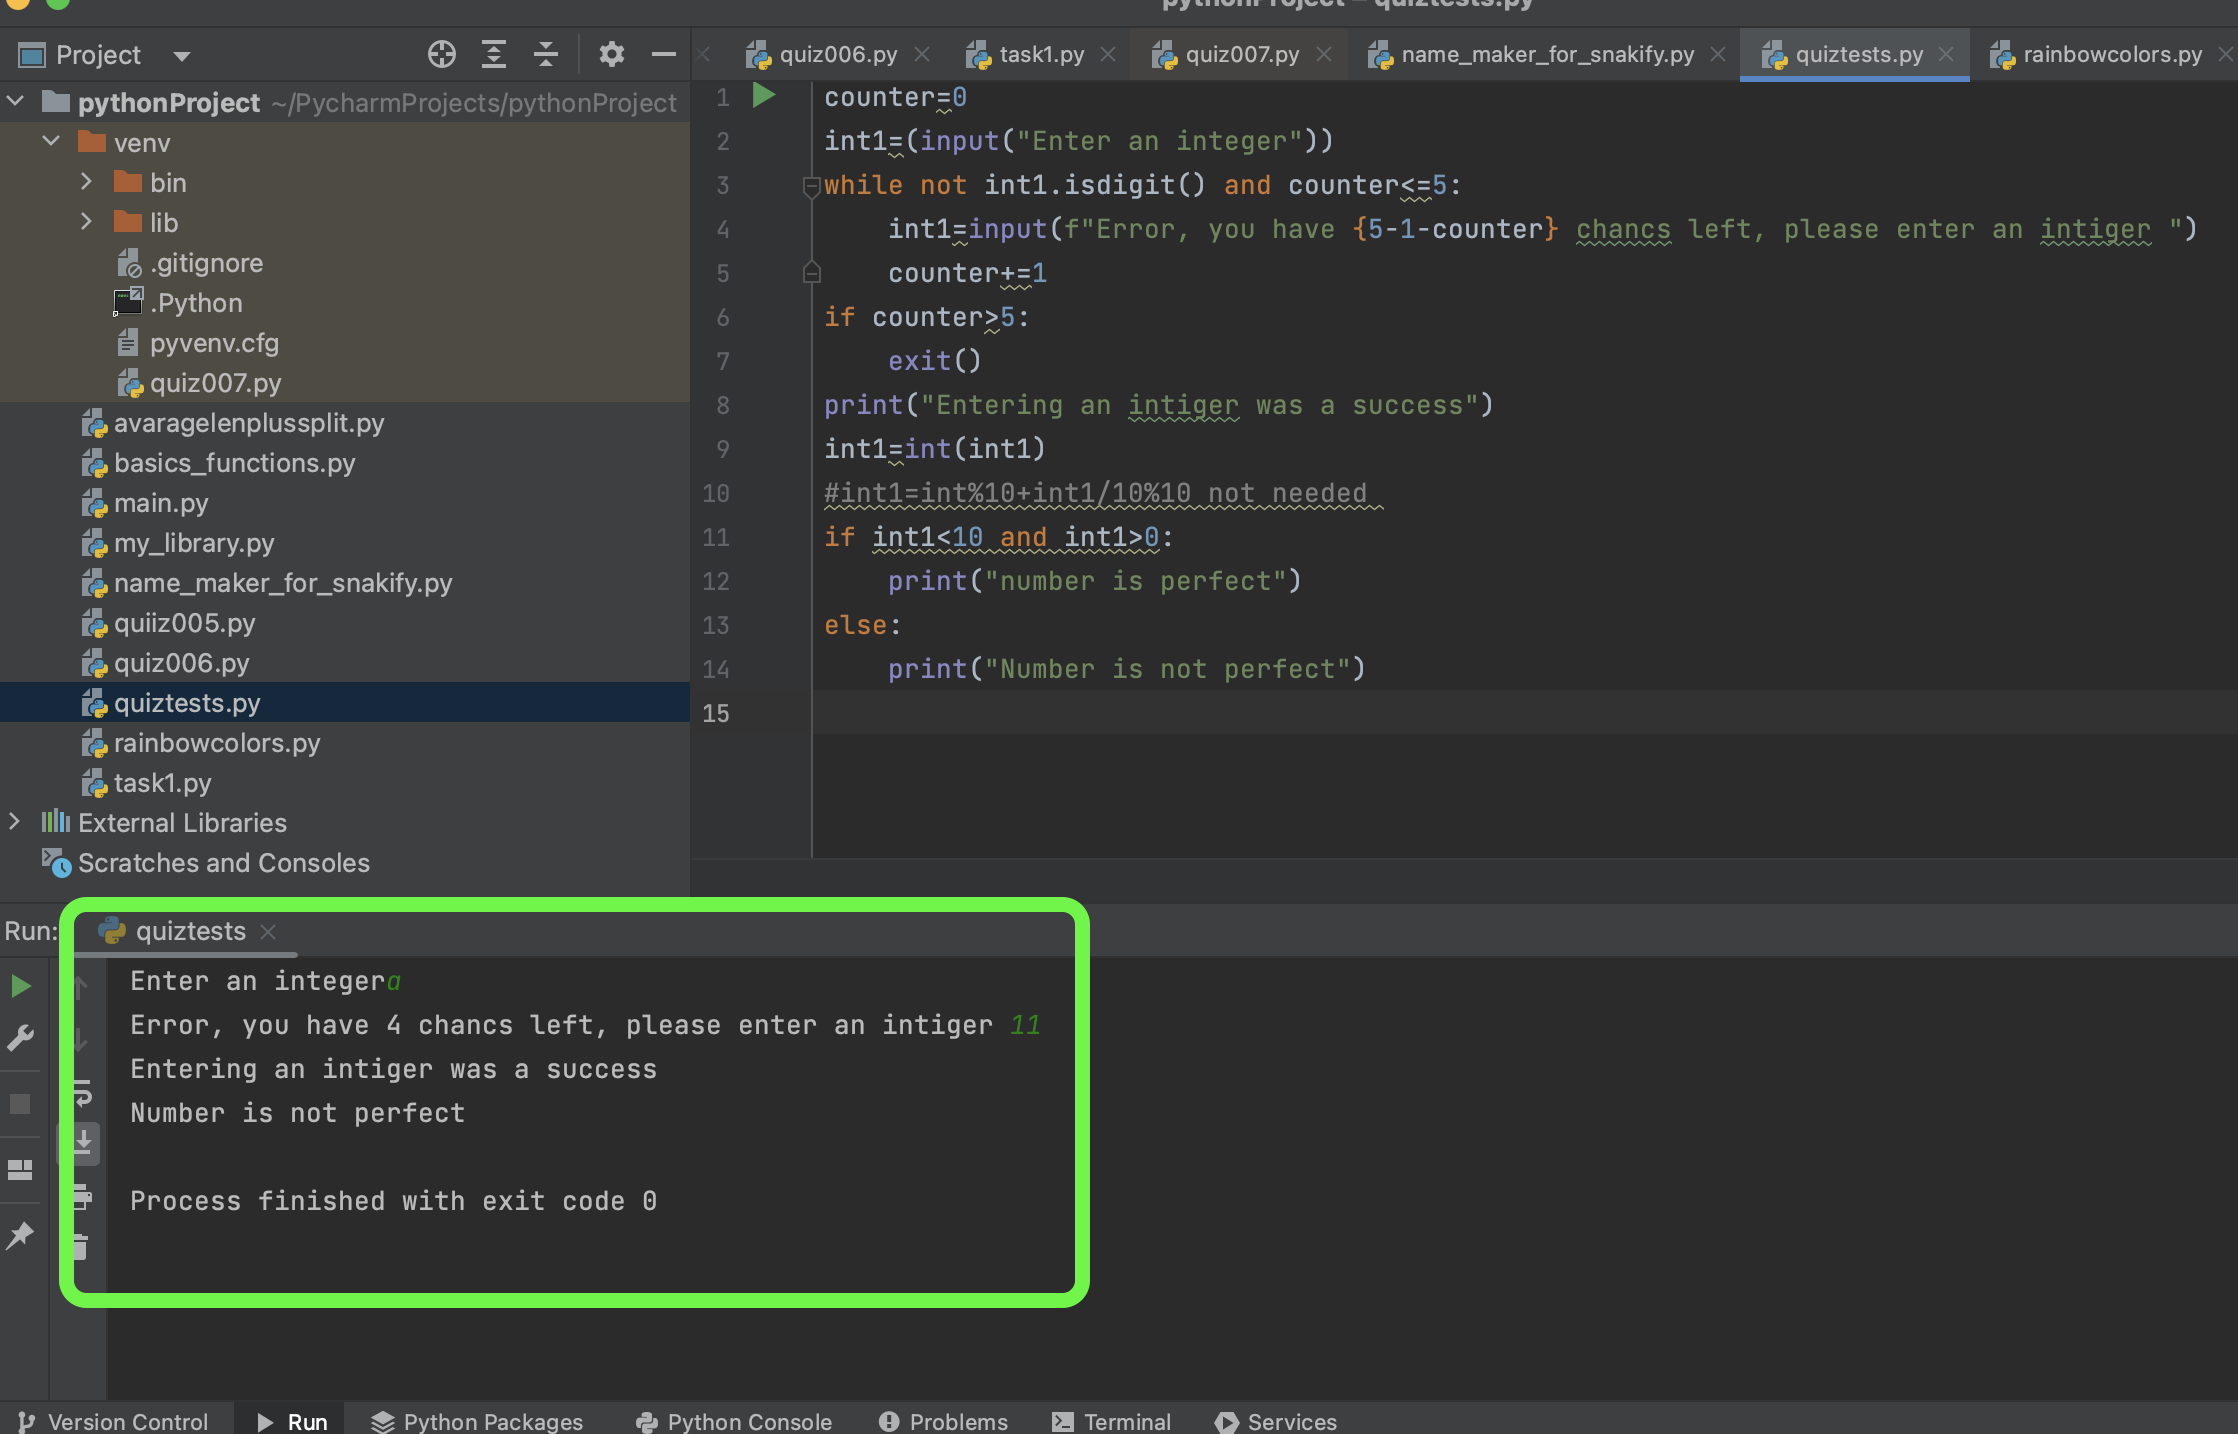 pythonProject – quiztests.py
Project
quiz006.py
task1.py
quiz007.py
name_maker_for_snakify.py
quiztests.py
rainbowcolors.py
pythonProject ~/PycharmProjects/pythonProject
venv
bin
lib
.gitignore
.Python
pyvenv.cfg
quiz007.py
avaragelenplussplit.py
basics_functions.py
main.py
my_library.py
name_maker_for_snakify.py
quiiz005.py
quiz006.py
quiztests.py
rainbowcolors.py
task1.py
External Libraries
Scratches and Consoles
1 counter=0
2 int1=(input("Enter an integer"))
3 while not int1.isdigit() and counter<=5:
4     int1=input(f"Error, you have {5-1-counter} chancs left, please enter an intiger ")
5     counter+=1
6 if counter>5:
7     exit()
8 print("Entering an intiger was a success")
9 int1=int(int1)
10 #int1=int%10+int1/10%10 not needed
11 if int1<10 and int1>0:
12     print("number is perfect")
13 else:
14     print("Number is not perfect")
15
Run: quiztests
Enter an integera
Error, you have 4 chancs left, please enter an intiger 11
Entering an intiger was a success
Number is not perfect
Process finished with exit code 0
Version Control
Run
Python Packages
Python Console
Problems
Terminal
Services